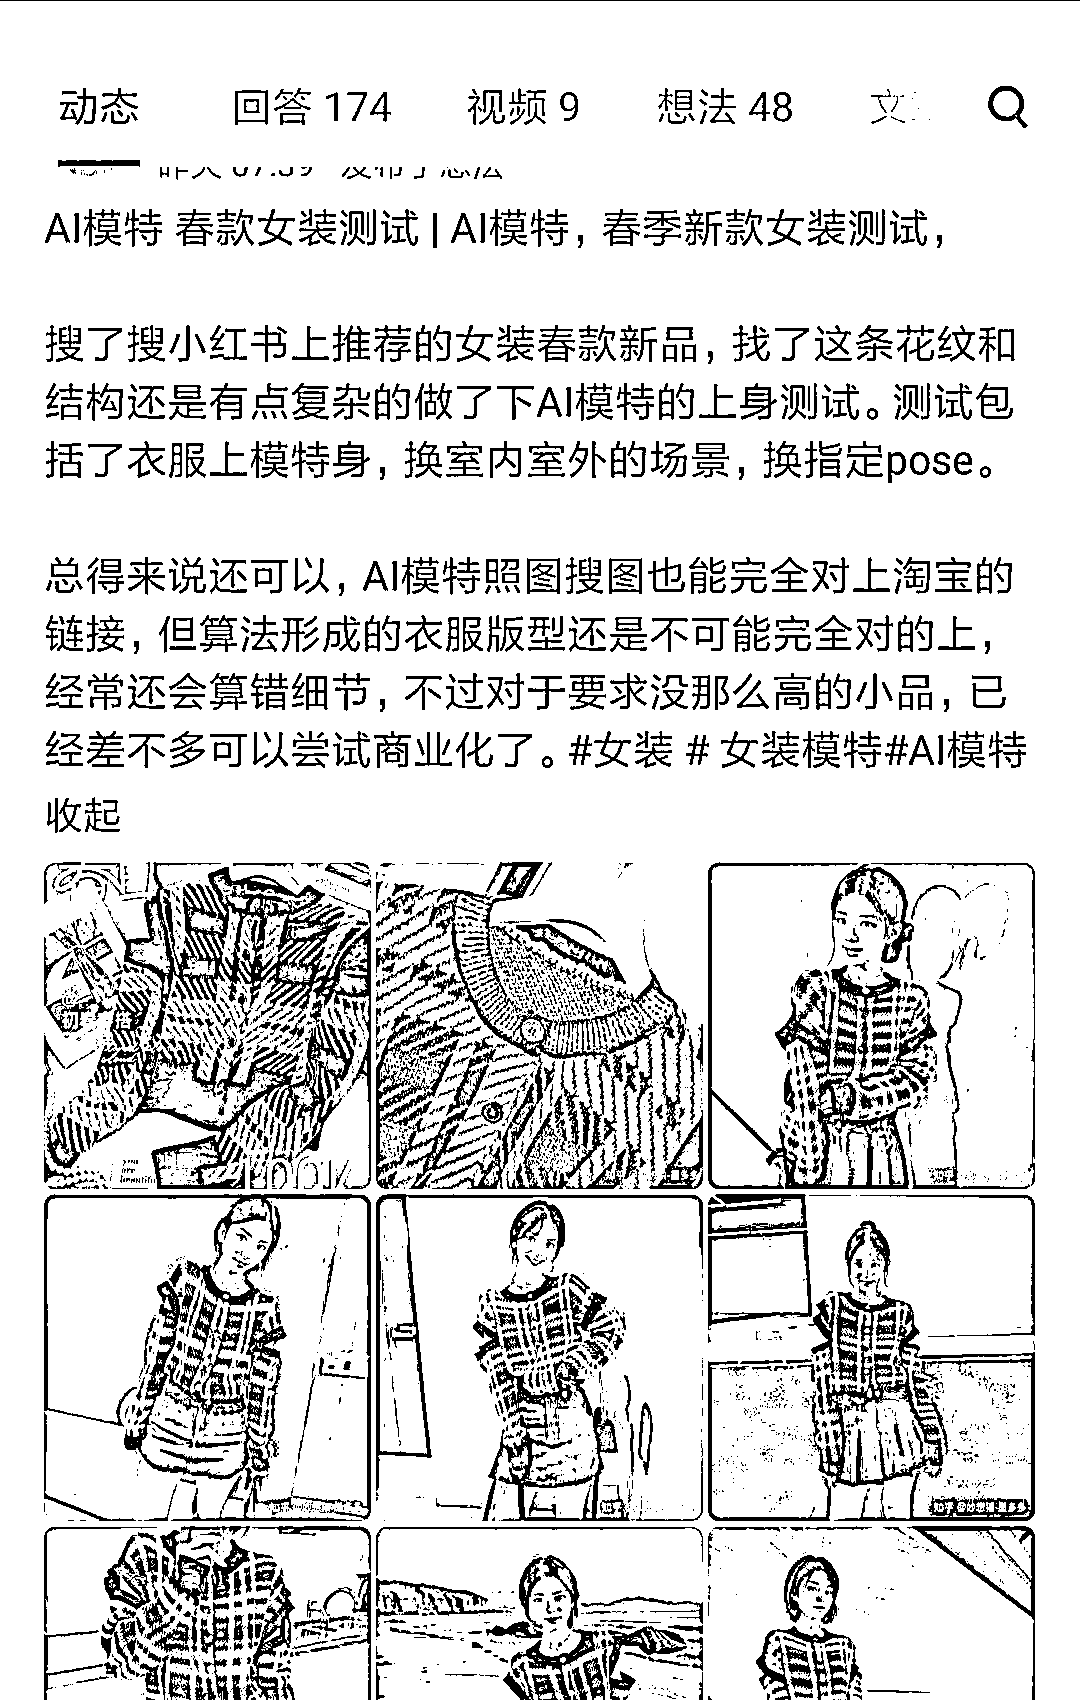 动态 回答 174 视频 9 想法 48 文
昨天 07:39 发布了想法
AI模特 春款女装测试 | AI模特，春季新款女装测试，
搜了搜小红书上推荐的女装春款新品，找了这条花纹和
结构还是有点复杂的做了下AI模特的上身测试。测试包
括了衣服上模特身，换室内室外的场景，换指定pose。
总得来说还可以，AI模特照图搜图也能完全对上淘宝的
链接，但算法形成的衣服版型还是不可能完全对的上，
经常还会算错细节，不过对于要求没那么高的小品，已
经差不多可以尝试商业化了。#女装 # 女装模特#AI模特
收起